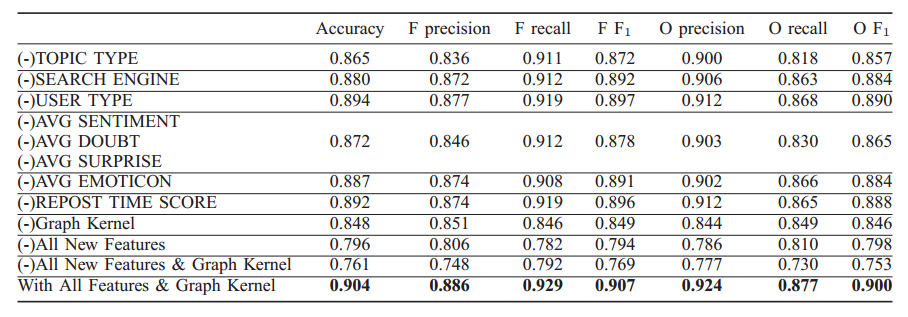 Accuracy F precision F recall F F1 O precision O recall O F1
(-)TOPIC TYPE 0.865 0.836 0.911 0.872 0.900 0.818 0.857
(-)SEARCH ENGINE 0.880 0.872 0.912 0.892 0.906 0.863 0.884
(-)USER TYPE 0.894 0.877 0.919 0.897 0.912 0.868 0.890
(-)AVG SENTIMENT
(-)AVG DOUBT 0.872 0.846 0.912 0.878 0.903 0.830 0.865
(-)AVG SURPRISE
(-)AVG EMOTICON 0.887 0.874 0.908 0.891 0.902 0.866 0.884
(-)REPOST TIME SCORE 0.892 0.874 0.919 0.896 0.912 0.865 0.888
(-)Graph Kernel 0.848 0.851 0.846 0.849 0.844 0.849 0.846
(-)All New Features 0.796 0.806 0.782 0.794 0.786 0.810 0.798
(-)All New Features & Graph Kernel 0.761 0.748 0.792 0.769 0.777 0.730 0.753
With All Features & Graph Kernel 0.904 0.886 0.929 0.907 0.924 0.877 0.900